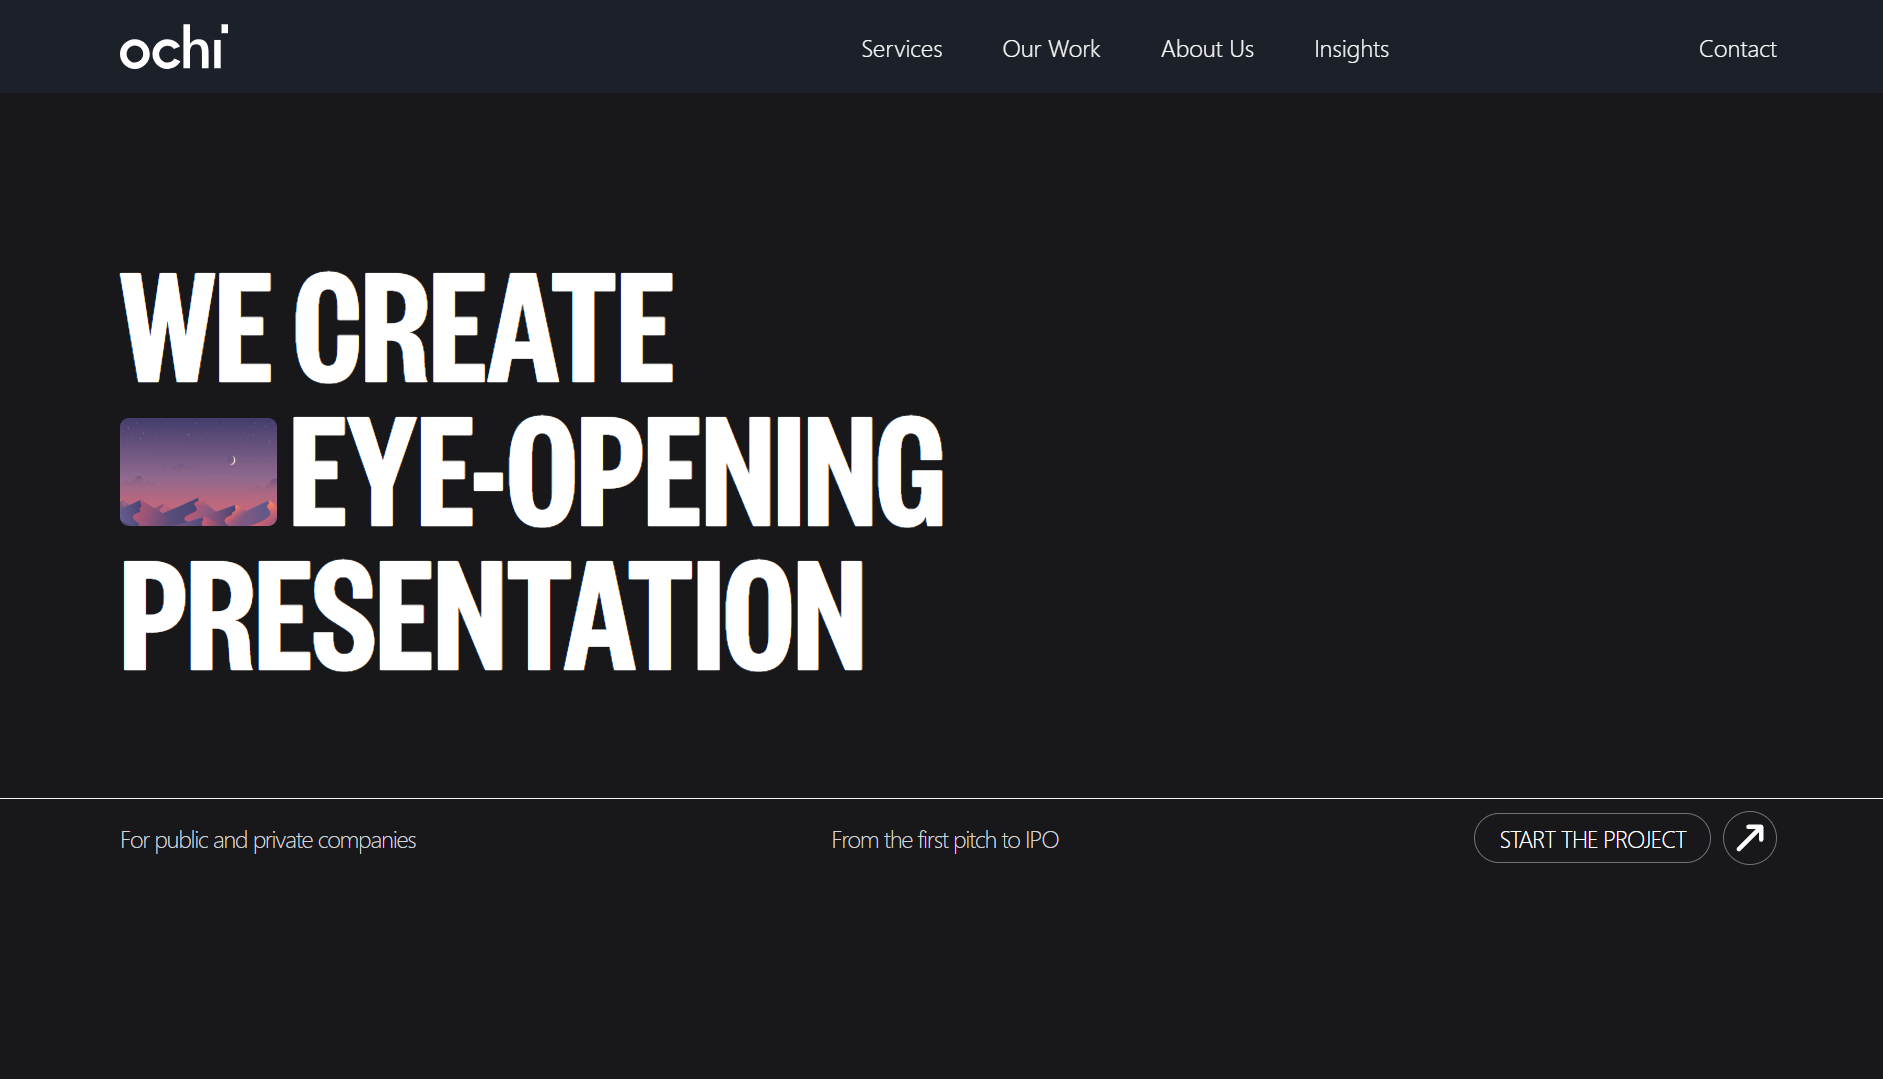 ochi
Services Our Work About Us Insights Contact
WE CREATE
EYE-OPENING
PRESENTATION
For public and private companies From the first pitch to IPO START THE PROJECT